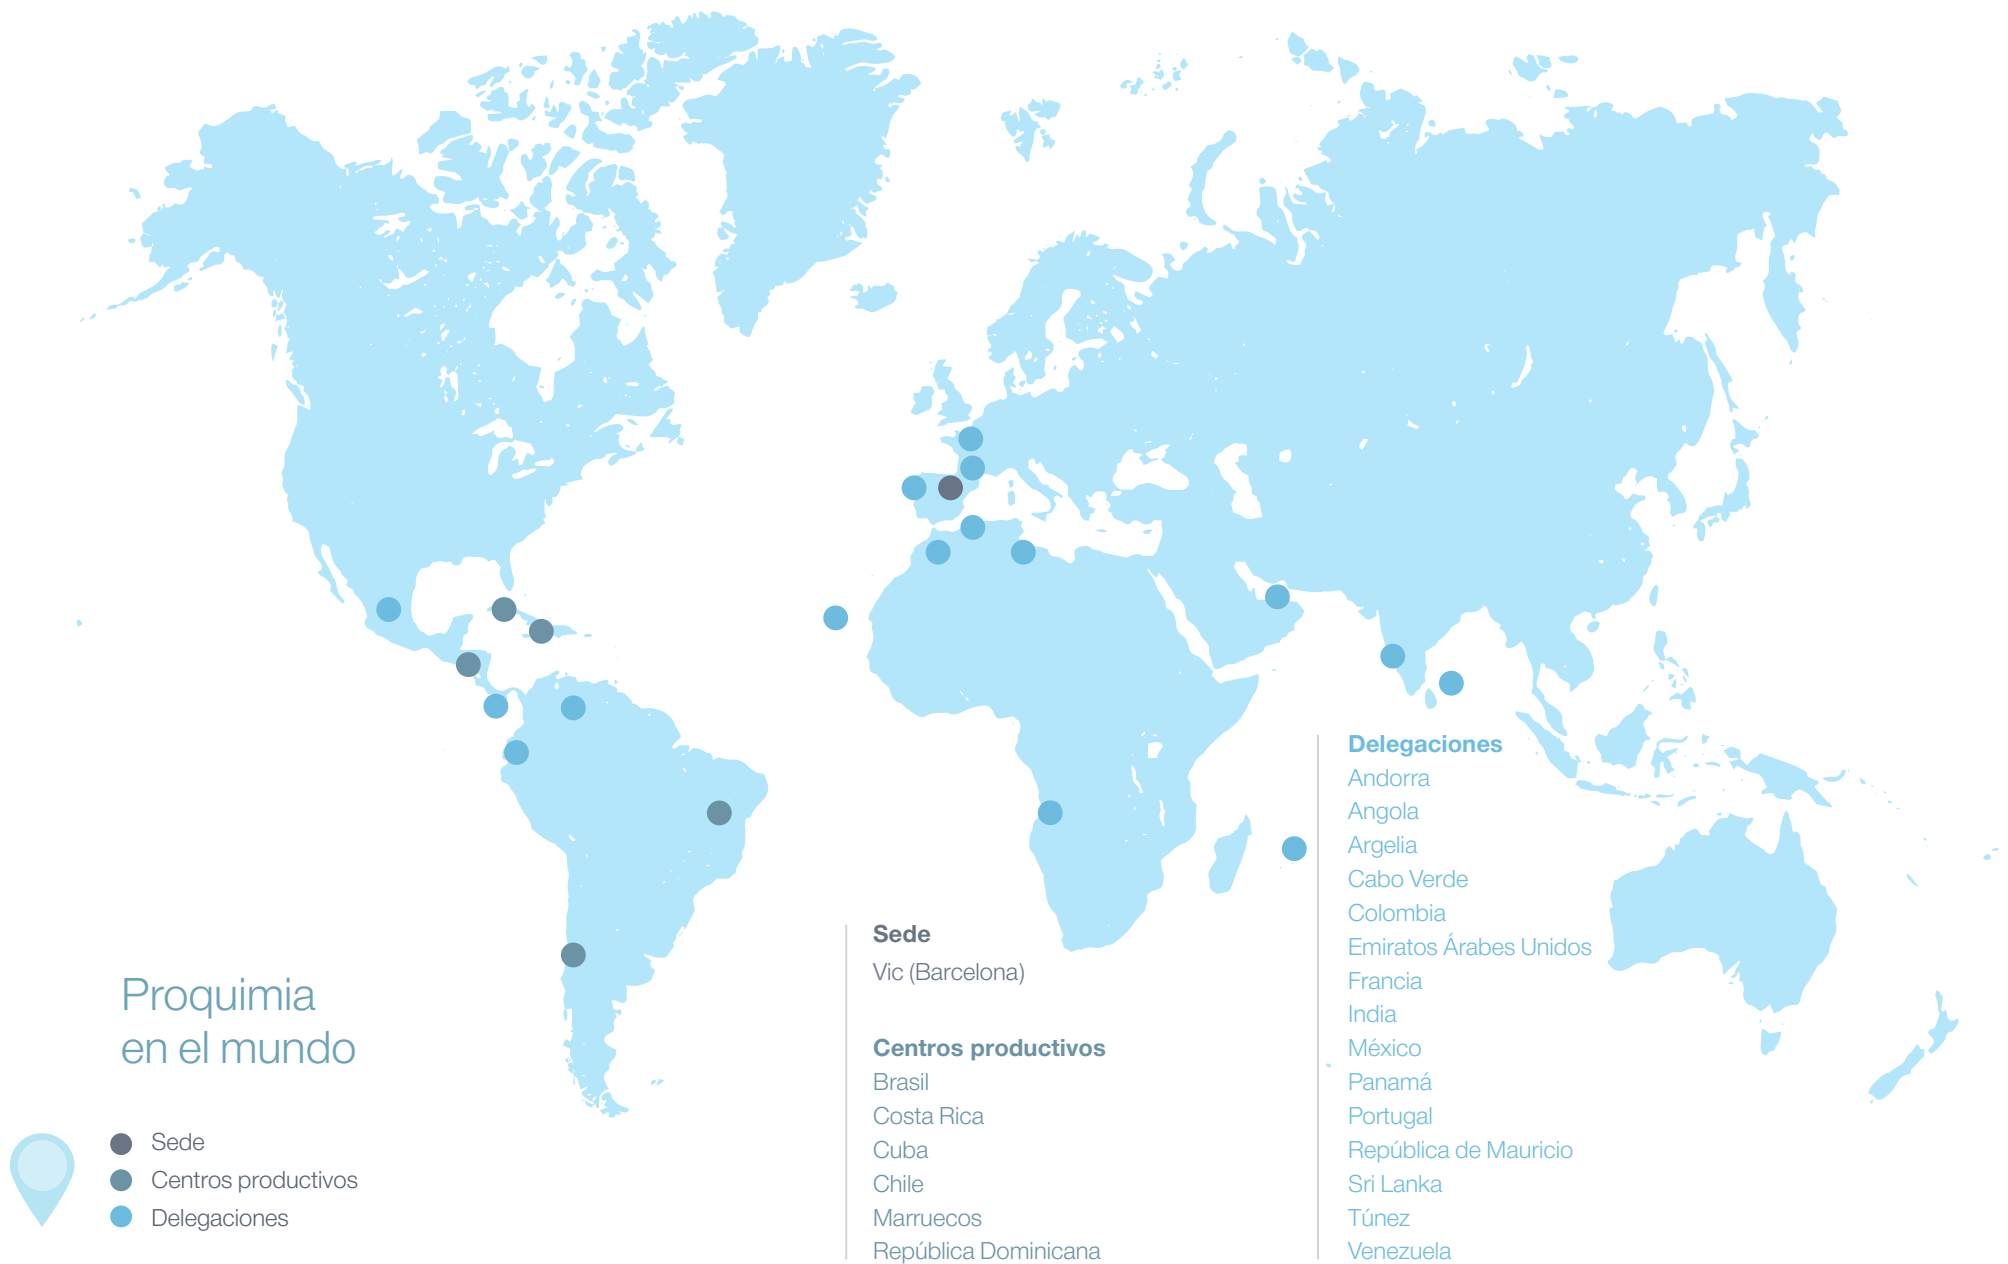 Proquimia
en el mundo
Sede
Centros productivos
Delegaciones
Sede
Vic (Barcelona)
Centros productivos
Brasil
Costa Rica
Cuba
Chile
Marruecos
República Dominicana
Delegaciones
Andorra
Angola
Argelia
Cabo Verde
Colombia
Emiratos Árabes Unidos
Francia
India
México
Panamá
Portugal
República de Mauricio
Sri Lanka
Túnez
Venezuela